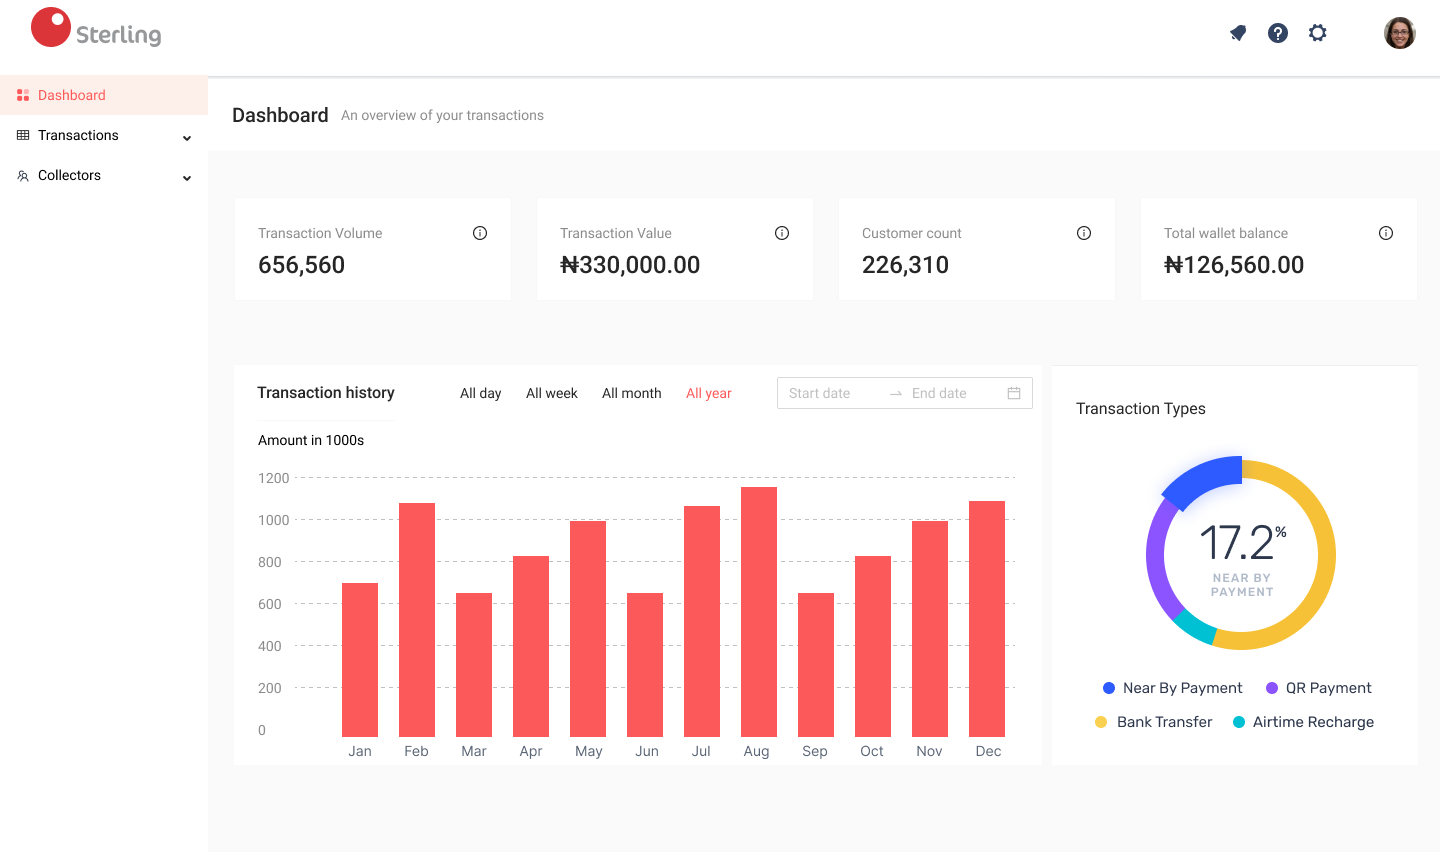 Sterling
Dashboard
Transactions
Collectors
Dashboard An overview of your transactions
Transaction Volume
656,560
Transaction Value
₦330,000.00
Customer count
226,310
Total wallet balance
₦126,560.00
Transaction history All day All week All month All year Start date End date
Amount in 1000s
1200
1000
800
600
400
200
0
Jan Feb Mar Apr May Jun Jul Aug Sep Oct Nov Dec
Transaction Types
17.2%
NEAR BY
PAYMENT
Near By Payment QR Payment
Bank Transfer Airtime Recharge